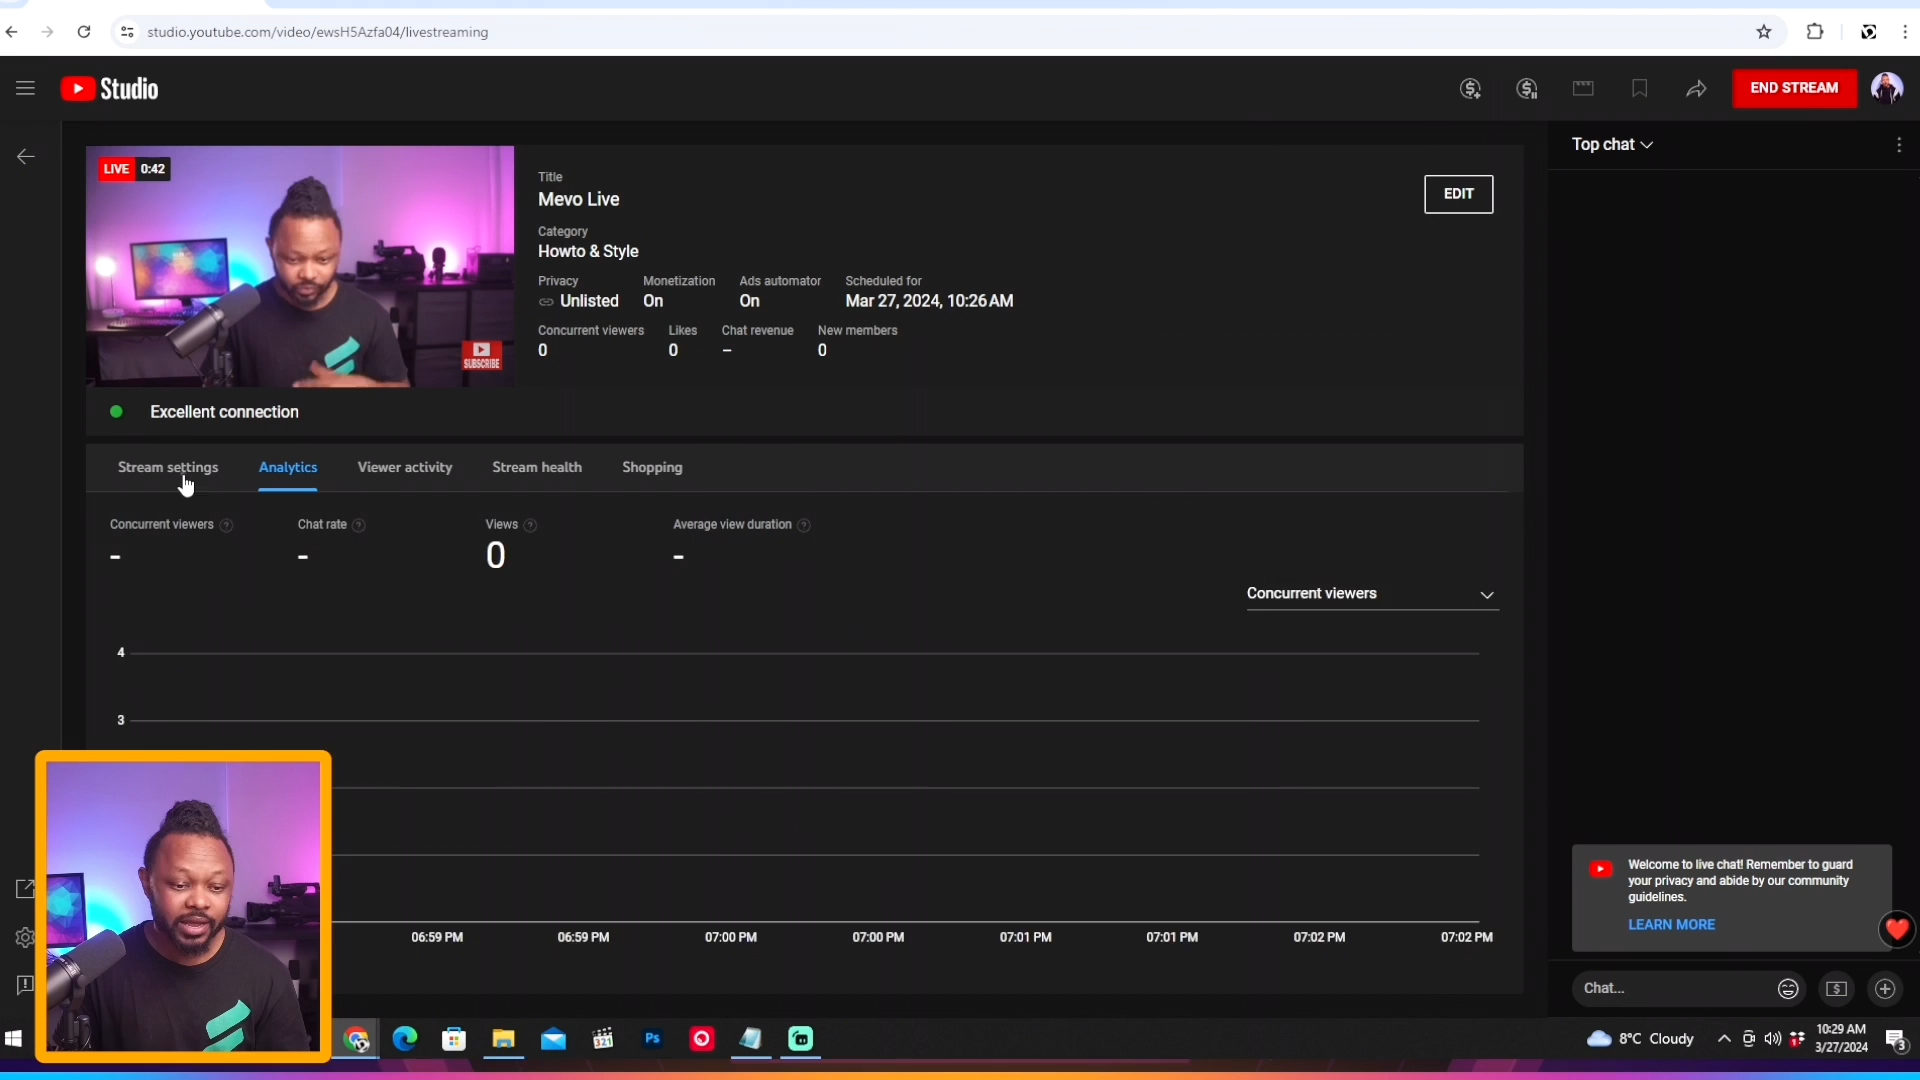 studio.youtube.com/video/ewsH5Azfa04/livestreaming
Studio
END STREAM
LIVE 0:42
SUBSCRIBE
Title
Mevo Live
EDIT
Category
Howto & Style
Privacy Monetization Ads automator Scheduled for
Unlisted On On Mar 27, 2024, 10:26 AM
Concurrent viewers Likes Chat revenue New members
0 0 – 0
Excellent connection
Stream settings Analytics Viewer activity Stream health Shopping
Concurrent viewers Chat rate Views Average view duration
- - 0 -
Concurrent viewers
4
3
06:59 PM 06:59 PM 07:00 PM 07:00 PM 07:01 PM 07:01 PM 07:02 PM 07:02 PM
Top chat
Welcome to live chat! Remember to guard
your privacy and abide by our community
guidelines.
LEARN MORE
Chat...
321
Ps
8°C Cloudy
10:29 AM
3/27/2024
3